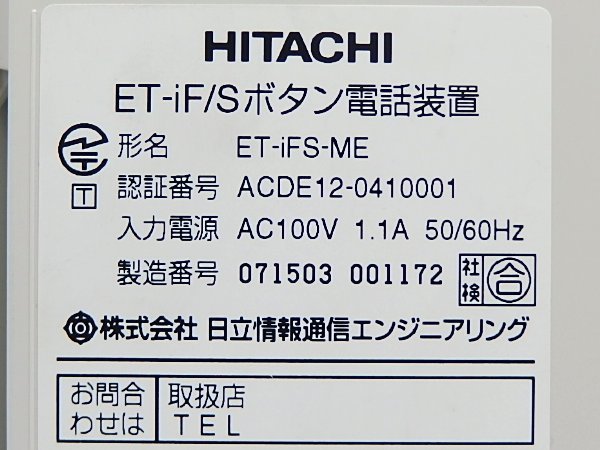 HITACHI
ET-iF/Sボタン電話装置
形名 ET-iFS-ME
T 認証番号 ACDE12-0410001
入力電源 AC100V 1.1A 50/60Hz
製造番号 071503 001172 社検 合
株式会社 日立情報通信エンジニアリング
お問合わせは 取扱店
TEL